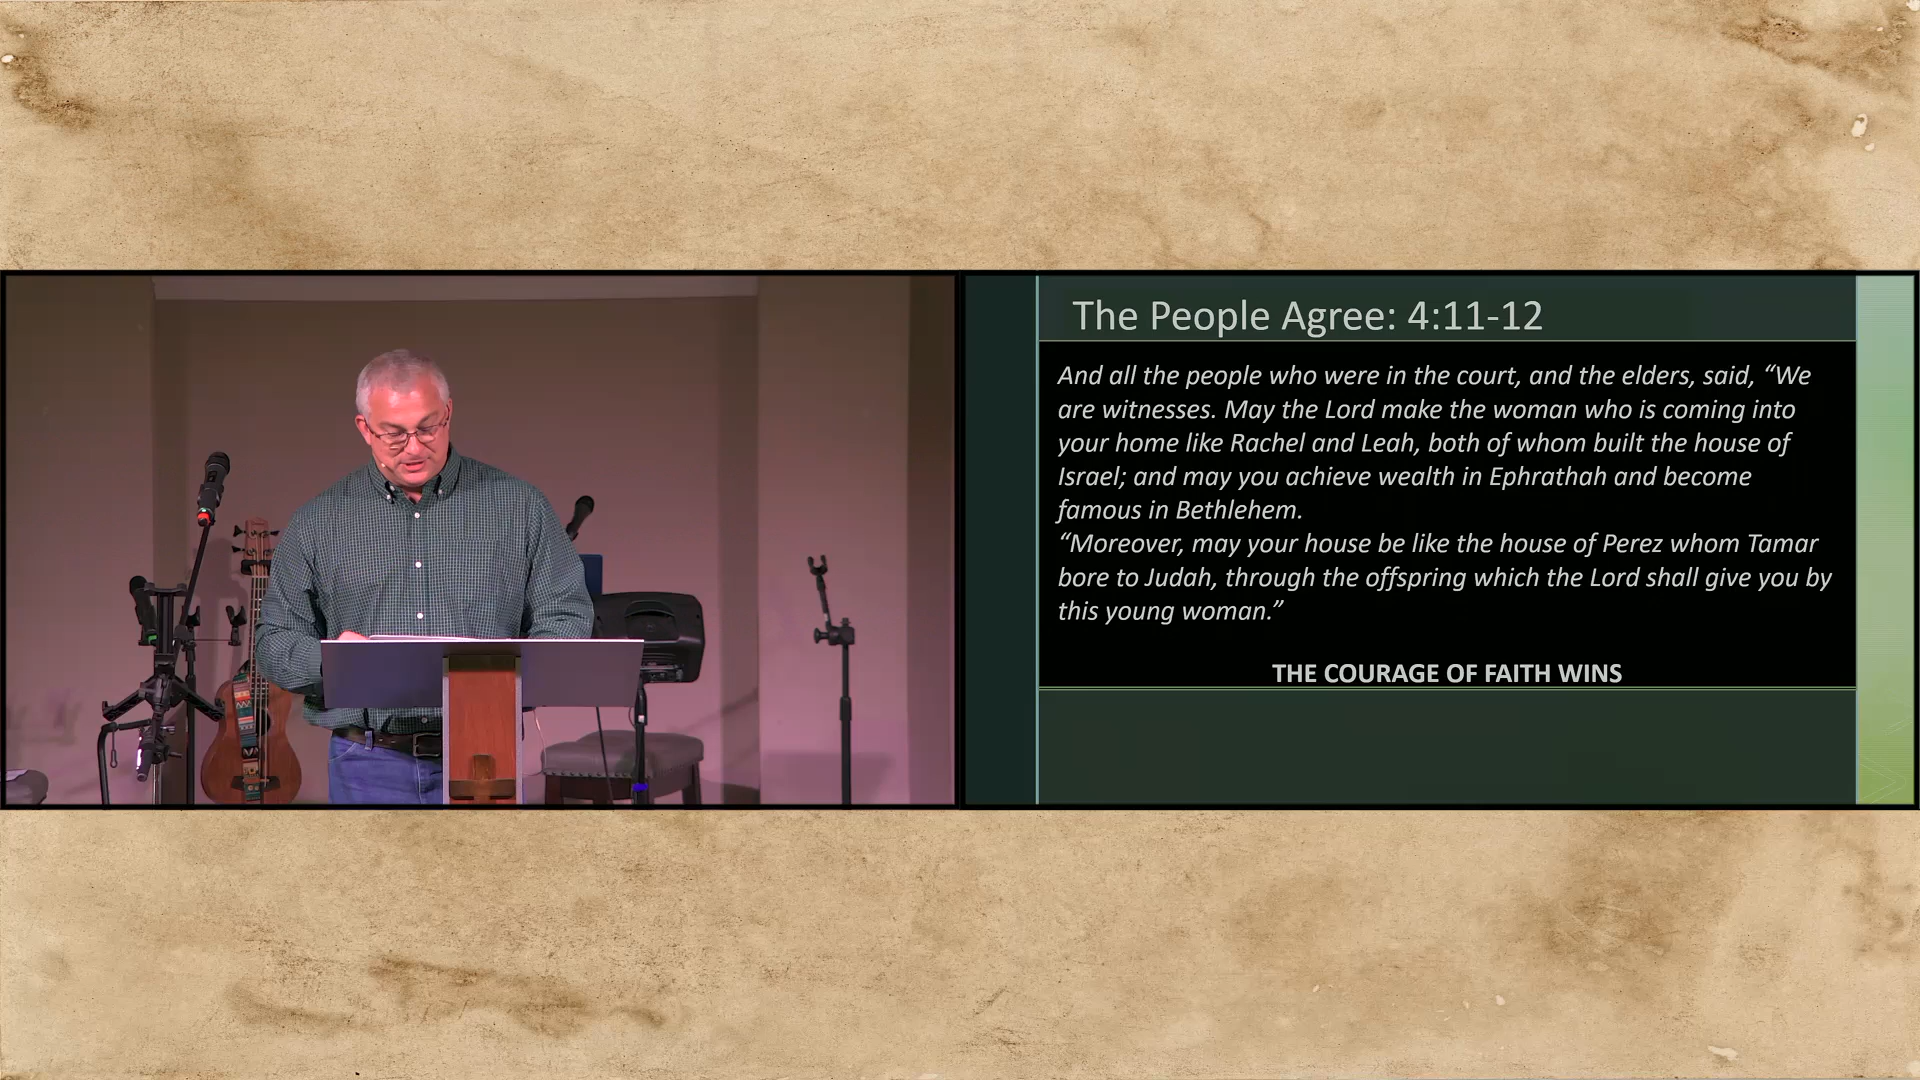 The People Agree: 4:11-12
And all the people who were in the court, and the elders, said, “We
are witnesses. May the Lord make the woman who is coming into
your home like Rachel and Leah, both of whom built the house of
Israel; and may you achieve wealth in Ephrathah and become
famous in Bethlehem.
“Moreover, may your house be like the house of Perez whom Tamar
bore to Judah, through the offspring which the Lord shall give you by
this young woman.”
THE COURAGE OF FAITH WINS